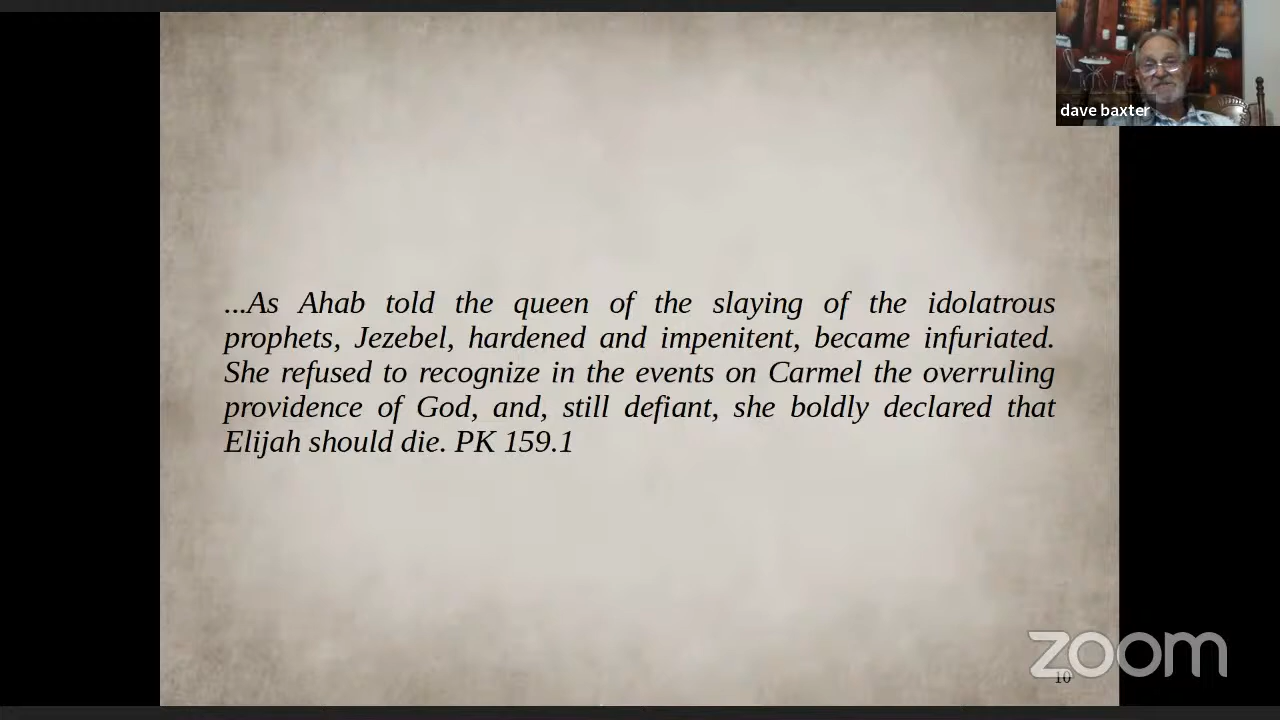 dave baxter
...As Ahab told the queen of the slaying of the idolatrous
prophets, Jezebel, hardened and impenitent, became infuriated.
She refused to recognize in the events on Carmel the overruling
providence of God, and, still defiant, she boldly declared that
Elijah should die. PK 159.1
zoom
10